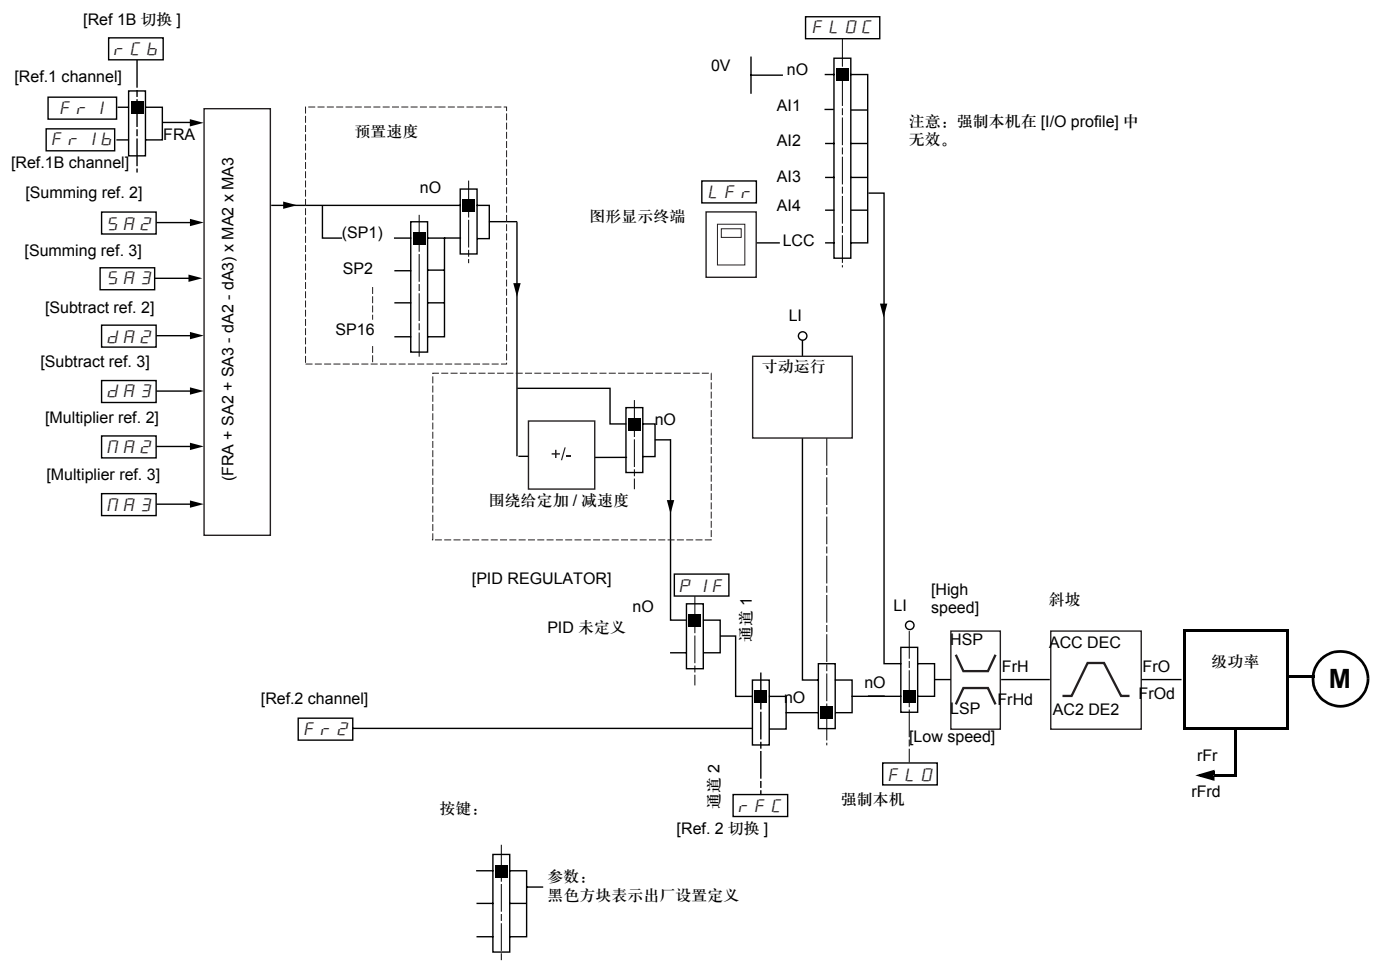 [Ref 1B 切换 ]
rCb
[Ref.1 channel]
Fr1
Fr1b
FRA
[Ref.1B channel]
[Summing ref. 2]
SA2
[Summing ref. 3]
SA3
[Subtract ref. 2]
dA2
[Subtract ref. 3]
dA3
[Multiplier ref. 2]
MA2
[Multiplier ref. 3]
MA3
(FRA + SA2 + SA3 - dA2 - dA3) x MA2 x MA3
预置速度
nO
(SP1)
SP2
SP16
+/-
nO
围绕给定加 / 减速度
[PID REGULATOR]
PIF
nO
PID 未定义
通道 1
[Ref.2 channel]
Fr2
nO
通道 2
rFC
[Ref. 2 切换 ]
FLOC
0V
nO
AI1
AI2
AI3
AI4
LFr
图形显示终端
LCC
注意：强制本机在 [I/O profile] 中
无效。
LI
寸动运行
nO
LI
FLO
强制本机
[High
speed]
HSP
FrH
LSP
FrHd
[Low speed]
斜坡
ACC DEC
AC2 DE2
FrO
FrOd
级功率
M
rFr
rFrd
按键：
参数：
黑色方块表示出厂设置定义